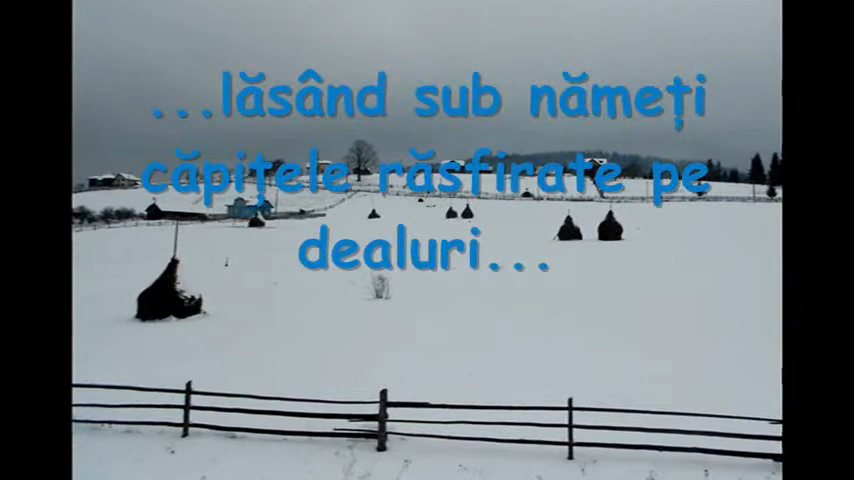 ...lăsând sub nămeți
căpițele răsfirate pe
dealuri...